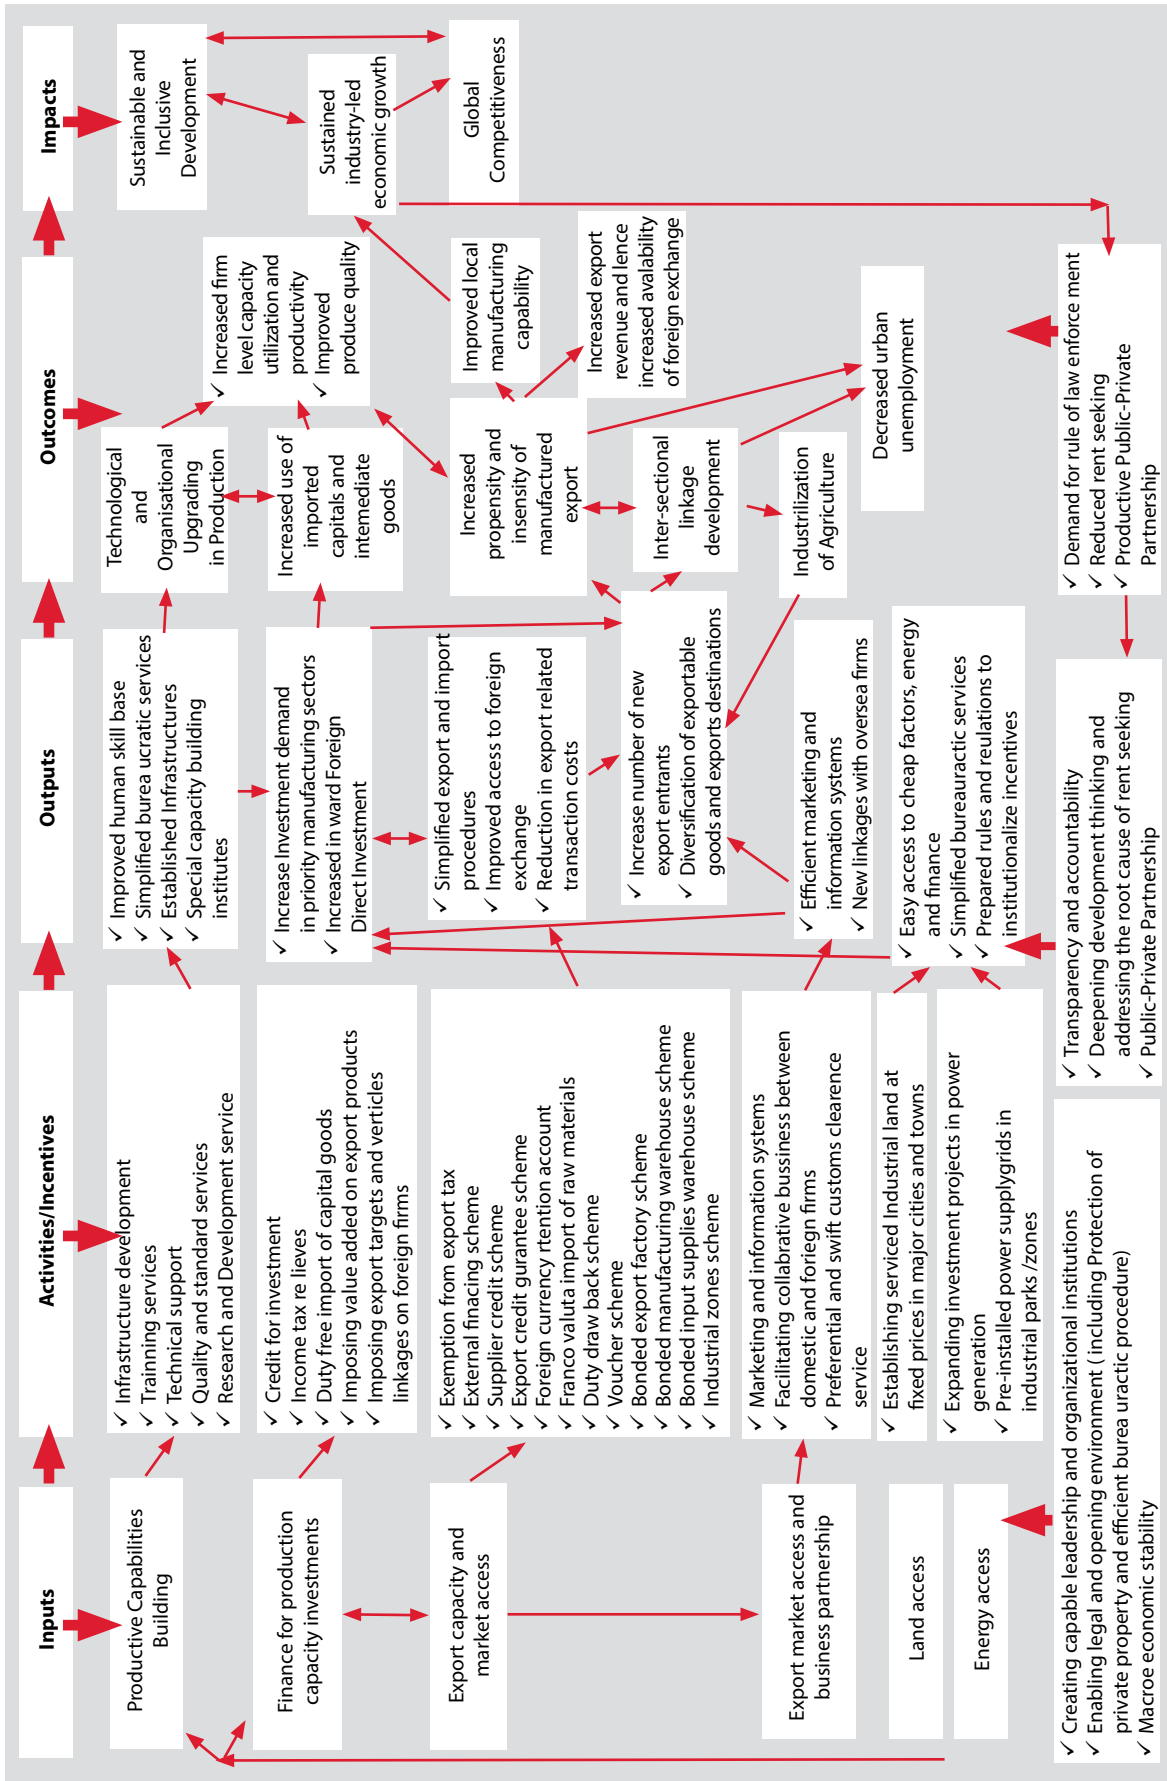 Inputs
Activities/Incentives
Outputs
Outcomes
Impacts
Productive Capabilities
Building
✓ Infrastructure development
✓ Trainning services
✓ Technical support
✓ Quality and standard services
✓ Research and Development service
✓ Improved human skill base
✓ Simplified burea ucratic services
✓ Established Infrastructures
✓ Special capacity building
institutes
Technological
and
Organisational
Upgrading
in Production
✓ Increased firm
level capacity
utilization and
productivity
✓ Improved
produce quality
Sustainable and
Inclusive
Development
Finance for production
capacity investments
✓ Credit for investment
✓ Income tax re lieves
✓ Duty free import of capital goods
✓ Imposing value added on export products
✓ Imposing export targets and verticles
linkages on foreign firms
✓ Increase Investment demand
in priority manufacturing sectors
✓ Increased in ward Foreign
Direct Investment
Increased use of
imported
capitals and
intemediate
goods
Sustained
industry-led
economic growth
Export capacity and
market access
✓ Exemption from export tax
✓ External finacing scheme
✓ Supplier credit scheme
✓ Export credit gurantee scheme
✓ Foreign currency rtention account
✓ Franco valuta import of raw materials
✓ Duty draw back scheme
✓ Voucher scheme
✓ Bonded export factory scheme
✓ Bonded manufacturing warehouse scheme
✓ Bonded input supplies warehouse scheme
✓ Industrial zones scheme
✓ Simplified export and import
procedures
✓ Improved access to foreign
exchange
✓ Reduction in export related
transaction costs
Increased
propensity and
insensity of
manufactured
export
Improved local
manufacturing
capability
Global
Competitiveness
✓ Increase number of new
export entrants
✓ Diversification of exportable
goods and exports destinations
Inter-sectional
linkage
development
Increased export
revenue and lence
increased avalability
of foreign exchange
Export market access and
business partnership
✓ Marketing and information systems
✓ Facilitating collabrative bussiness between
domestic and foriegn firms
✓ Preferential and swift customs clearence
service
✓ Efficient marketing and
information systems
✓ New linkages with oversea firms
Industrilization
of Agriculture
Decreased urban
unemployment
Land access
✓ Establishing serviced Industrial land at
fixed prices in major cities and towns
✓ Easy access to cheap factors, energy
and finance
✓ Simplified beuauractic services
✓ Prepared rules and reulations to
institutionalize incentives
Energy access
✓ Expanding investment projects in power
generation
✓ Pre-installed power supplygrids in
industrial parks /zones
✓ Creating capable leadership and organizational institutions
✓ Enabling legal and opening environment ( including Protection of
private property and efficient burea uractic procedure)
✓ Macroe economic stability
✓ Transparency and accountability
✓ Deepening development thinking and
addressing the root cause of rent seeking
✓ Public-Private Partnership
✓ Demand for rule of law enforce ment
✓ Reduced rent seeking
✓ Productive Public-Private
Partnership